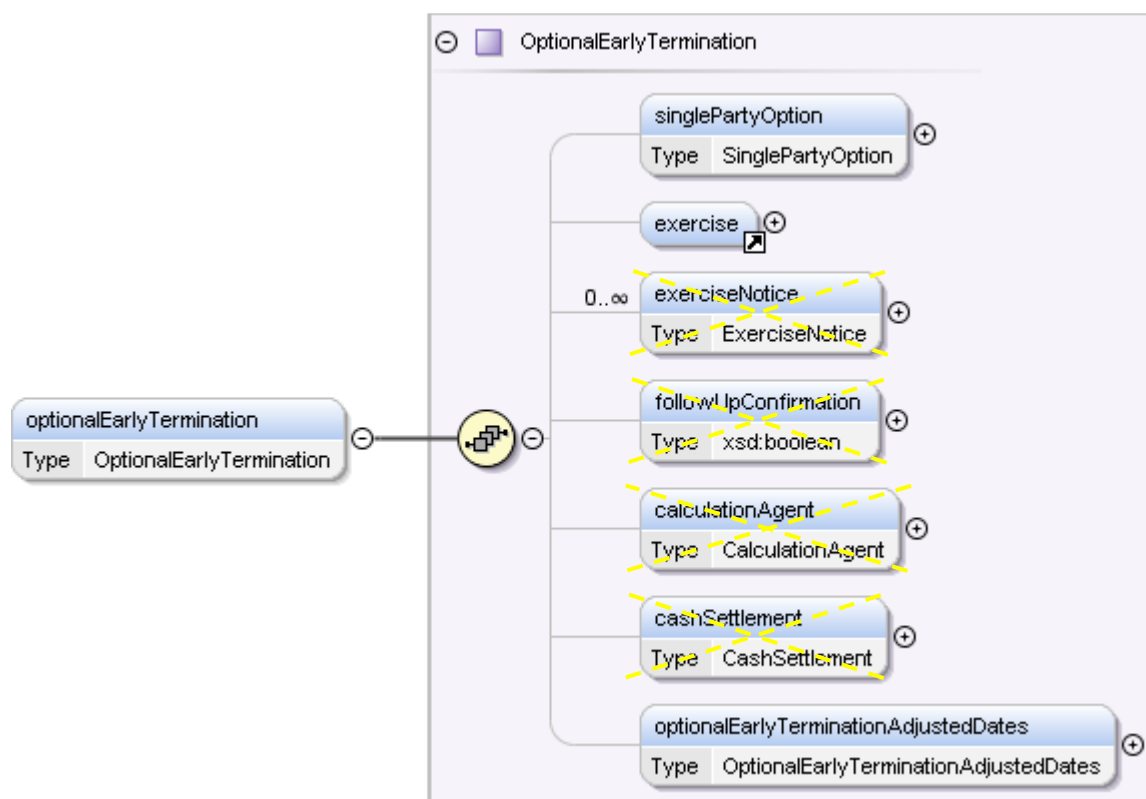 OptionalEarlyTermination
singlePartyOption
Type SinglePartyOption
exercise
0..∞ exerciseNotice
Type ExerciseNotice
followUpConfirmation
Type xsd:boolean
optionalEarlyTermination
Type OptionalEarlyTermination
calculationAgent
Type CalculationAgent
cashSettlement
Type CashSettlement
optionalEarlyTerminationAdjustedDates
Type OptionalEarlyTerminationAdjustedDates